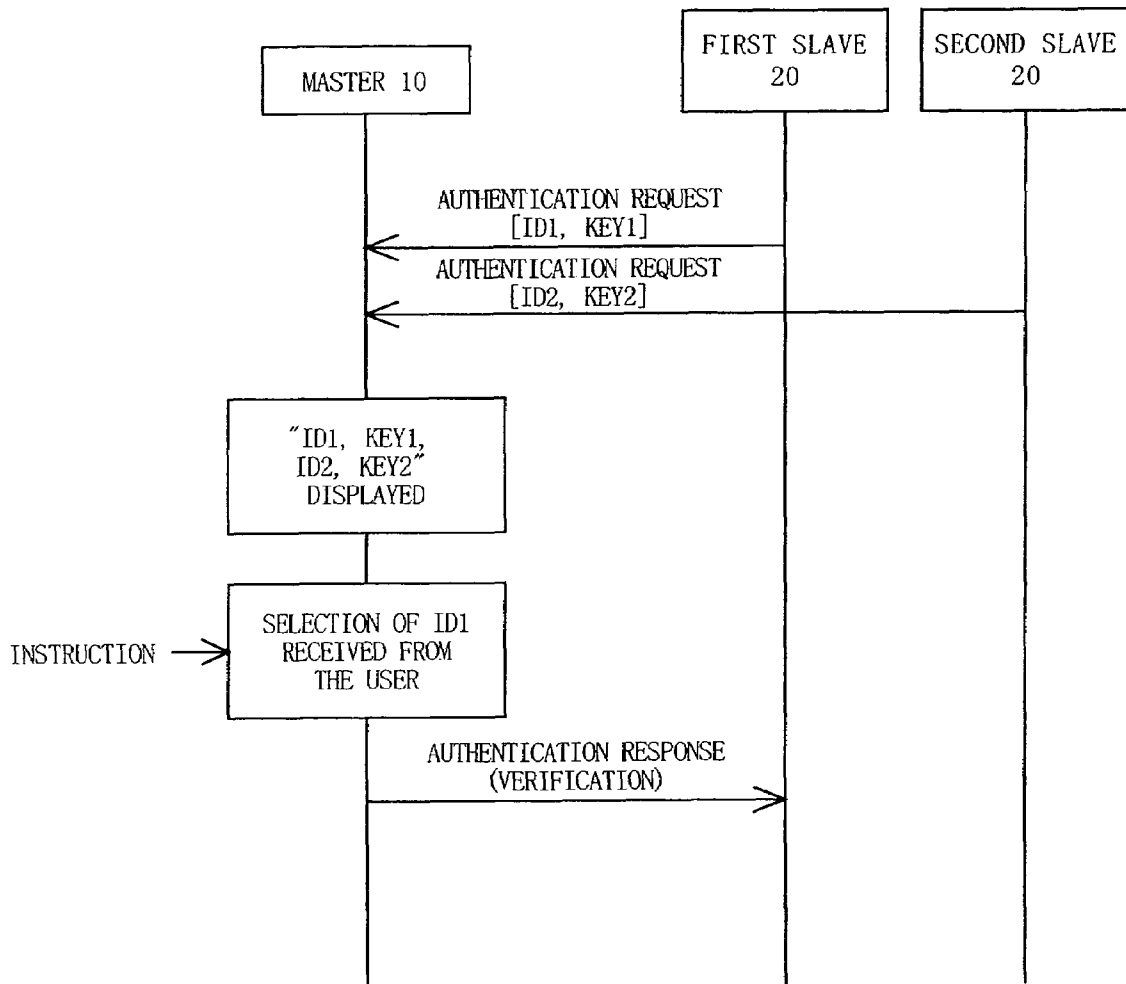 FIRST SLAVE
20
SECOND SLAVE
20
MASTER 10
AUTHENTICATION REQUEST
[ID1, KEY1]
AUTHENTICATION REQUEST
[ID2, KEY2]
"ID1, KEY1,
ID2, KEY2"
DISPLAYED
INSTRUCTION
SELECTION OF ID1
RECEIVED FROM
THE USER
AUTHENTICATION RESPONSE
(VERIFICATION)